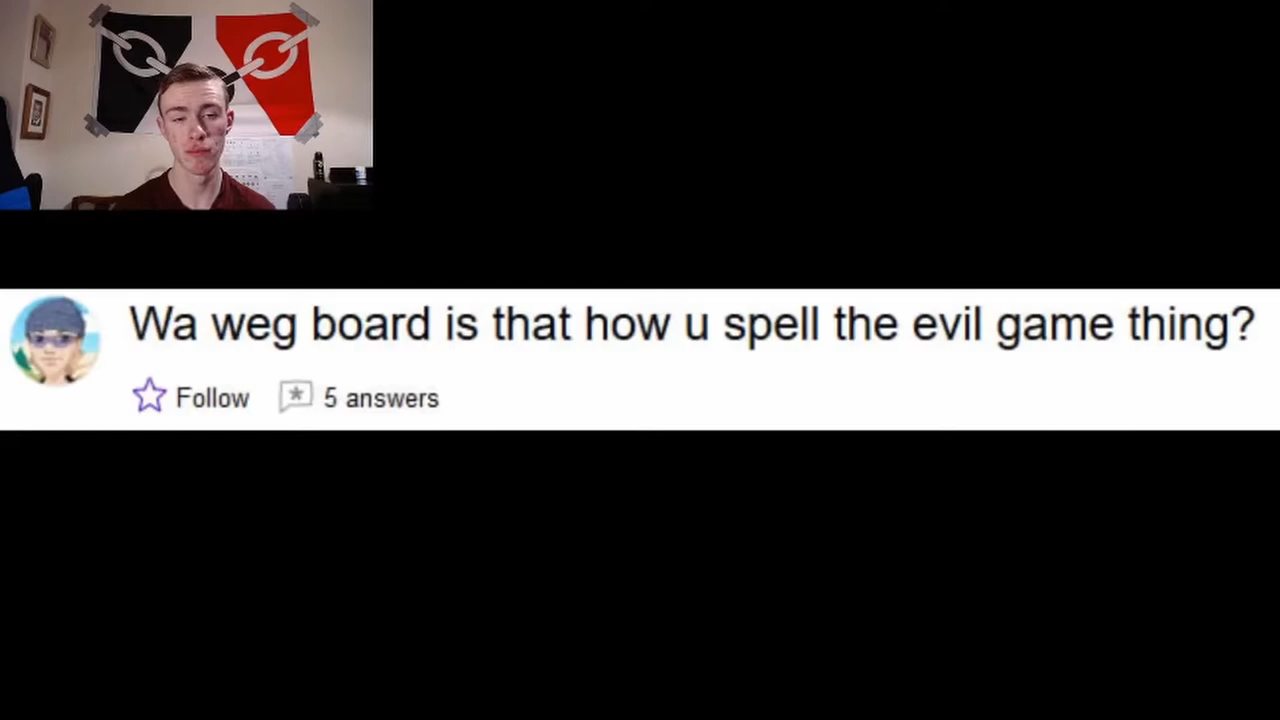 Wa weg board is that how u spell the evil game thing?
Follow 5 answers